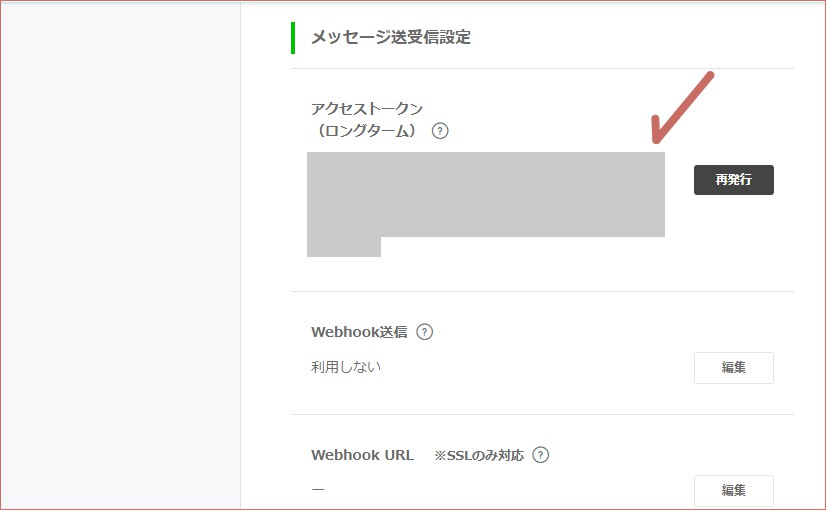 メッセージ送受信設定
アクセストークン
（ロングターム） ?
再発行
Webhook送信 ?
利用しない
編集
Webhook URL ※SSLのみ対応 ?
—
編集